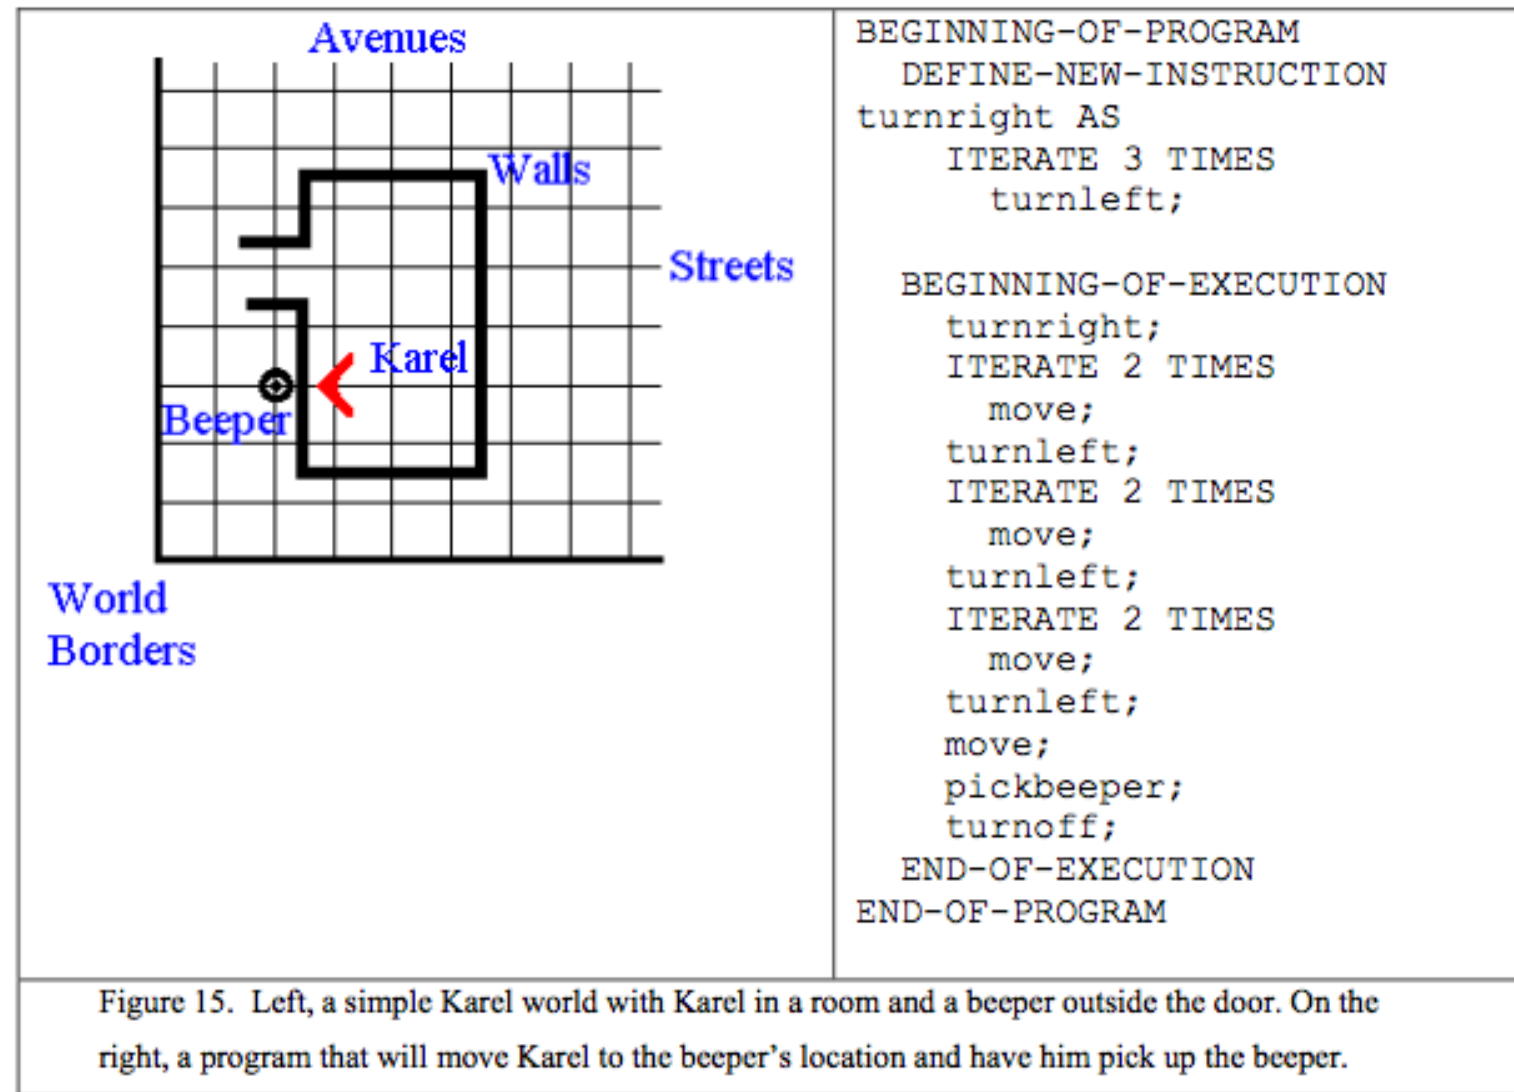 Avenues
Walls
Streets
Karel
Beeper
World
Borders
BEGINNING-OF-PROGRAM
DEFINE-NEW-INSTRUCTION
turnright AS
ITERATE 3 TIMES
turnleft;
BEGINNING-OF-EXECUTION
turnright;
ITERATE 2 TIMES
move;
turnleft;
ITERATE 2 TIMES
move;
turnleft;
ITERATE 2 TIMES
move;
turnleft;
move;
pickbeeper;
turnoff;
END-OF-EXECUTION
END-OF-PROGRAM
Figure 15. Left, a simple Karel world with Karel in a room and a beeper outside the door. On the
right, a program that will move Karel to the beeper's location and have him pick up the beeper.